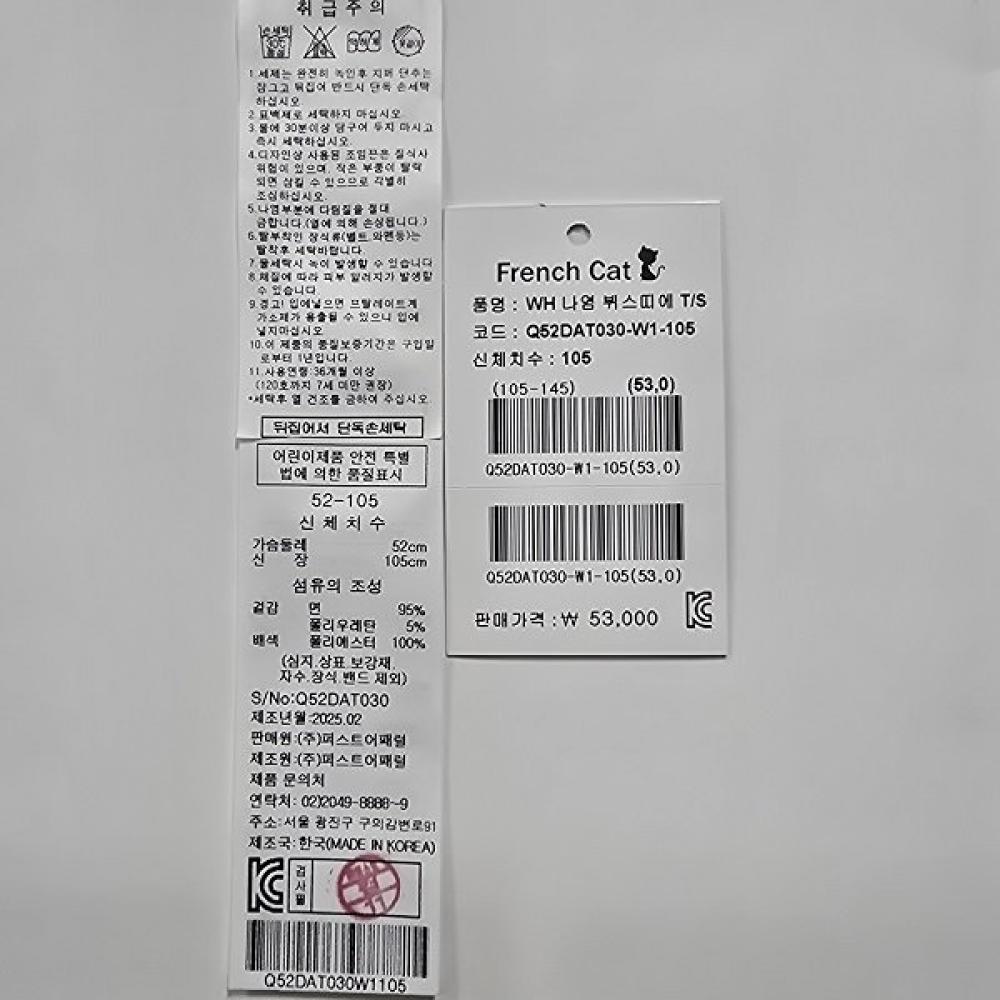 취급주의
손세탁
30℃
중성
1.세제는 완전히 녹인후 지퍼 단추는
잠그고 뒤집어 반드시 단독 손세탁
하십시오.
2.표백제로 세탁하지 마십시오.
3.물에 30분이상 담구어 두지 마시고
즉시 세탁하십시오.
4.디자인상 사용된 조임끈은 질식사
위험이 있으며, 작은 부품이 탈락
되면 삼킬 수 있으므로 각별히
조심하십시오.
5.나염부분에 다림질을 절대
금합니다.(열에 의해 손상됩니다.)
6.탈부착인 장식류(벨트.와펜등)는
탈착후 세탁바랍니다.
7.물세탁시 녹이 발생할 수 있습니다
8.체질에 따라 피부 알러지가 발생할
수 있습니다.
9.경고! 입에넣으면 프탈레이트계
가소제가 용출될 수 있으니 입에
넣지마십시오
10.이 제품의 품질보증기간은 구입일
로부터 1년입니다.
11.사용연령:36개월 이상
(120호까지 7세 미만 권장)
*세탁후 열 건조를 금하여 주십시오.
뒤집어서 단독손세탁
어린이제품 안전 특별
법에 의한 품질표시
52-105
신체치수
가슴둘레 52cm
신 장 105cm
섬유의 조성
겉감 면 95%
폴리우레탄 5%
배색 폴리에스터 100%
(심지.상표.보강재.
자수.장식.밴드 제외)
S/No:Q52DAT030
제조년월:2025.02
판매원:(주)퍼스트어패럴
제조원:(주)퍼스트어패럴
제품 문의처
연락처: 02)2049-8888~9
주소:서울 광진구 구의강변로91
제조국:한국(MADE IN KOREA)
KC
검사필
Q52DAT030W1105
French Cat
품명 : WH 나염 뷔스띠에 T/S
코드 : Q52DAT030-W1-105
신체치수 : 105
(105-145) (53,0)
Q52DAT030-W1-105(53,0)
Q52DAT030-W1-105(53,0)
판매가격 :₩ 53,000
KC